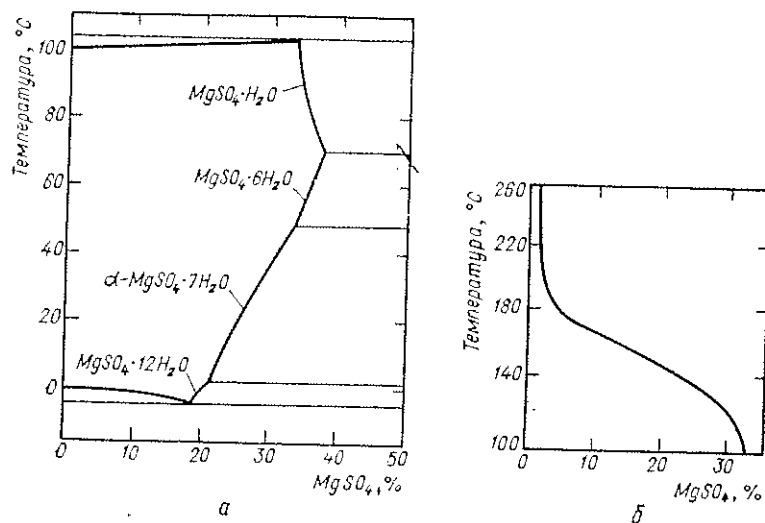 Температура, °С
100
80
60
40
20
0
MgSO₄·H₂O
MgSO₄·6H₂O
α-MgSO₄·7H₂O
MgSO₄·12H₂O
0 10 20 30 40 50
MgSO₄,%
а
Температура, °С
260
220
180
140
100
0 10 20 30
MgSO₄, %
б